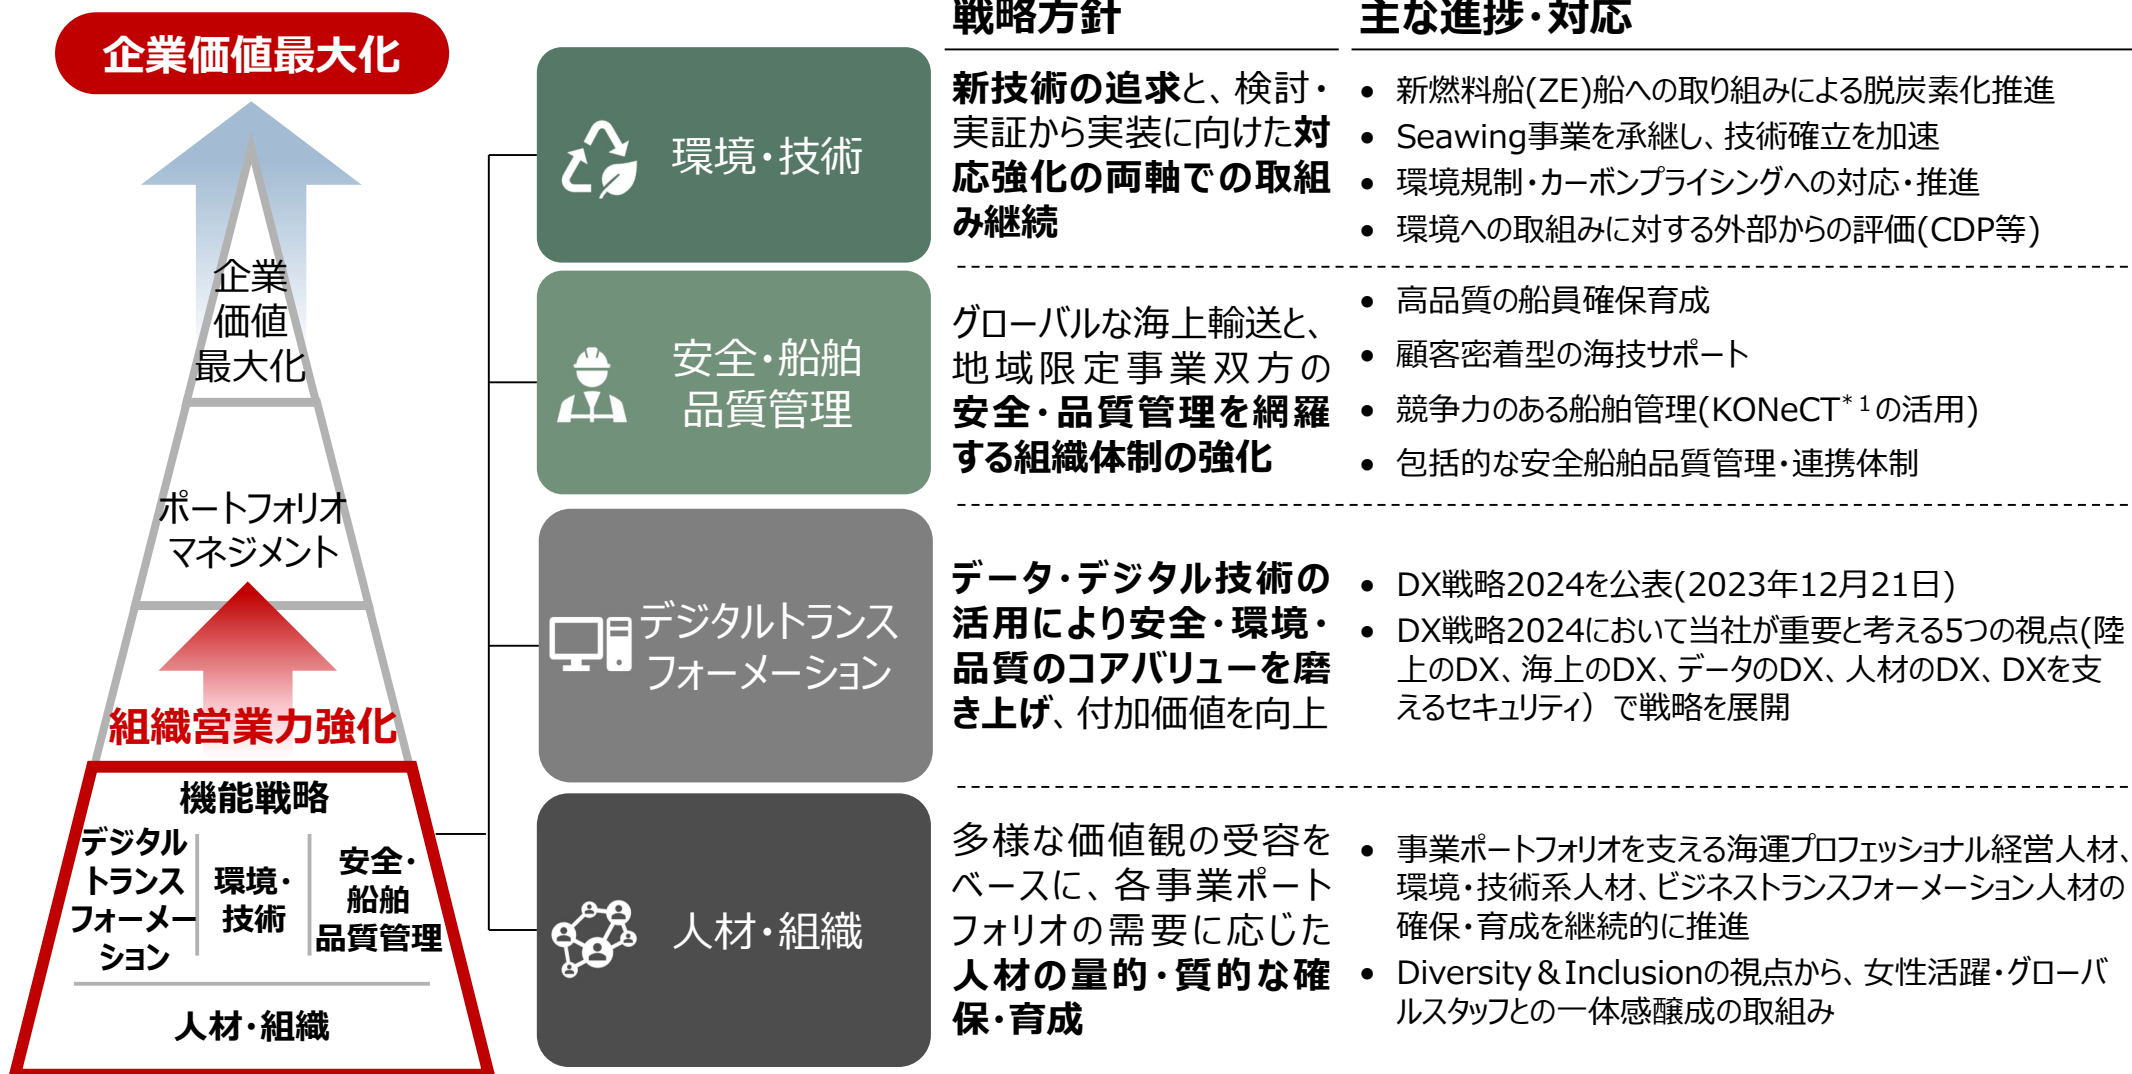 企業価値最大化
企業
価値
最大化
ポートフォリオ
マネジメント
組織営業力強化
機能戦略
デジタル
トランス
フォーメー
ション
環境・
技術
安全・
船舶
品質管理
人材・組織
戦略方針
主な進捗・対応
環境・技術
新技術の追求と、検討・
実証から実装に向けた対
応強化の両軸での取組
み継続
• 新燃料船(ZE)船への取り組みによる脱炭素化推進
• Seawing事業を承継し、技術確立を加速
• 環境規制・カーボンプライシングへの対応・推進
• 環境への取組みに対する外部からの評価(CDP等)
安全・船舶
品質管理
グローバルな海上輸送と、
地域限定事業双方の
安全・品質管理を網羅
する組織体制の強化
• 高品質の船員確保育成
• 顧客密着型の海技サポート
• 競争力のある船舶管理(KONeCT*1の活用)
• 包括的な安全船舶品質管理・連携体制
デジタルトランス
フォーメーション
データ・デジタル技術の
活用により安全・環境・
品質のコアバリューを磨
き上げ、付加価値を向上
• DX戦略2024を公表(2023年12月21日)
• DX戦略2024において当社が重要と考える5つの視点(陸
上のDX、海上のDX、データのDX、人材のDX、DXを支
えるセキュリティ）で戦略を展開
人材・組織
多様な価値観の受容を
ベースに、各事業ポート
フォリオの需要に応じた
人材の量的・質的な確
保・育成
• 事業ポートフォリオを支える海運プロフェッショナル経営人材、
環境・技術系人材、ビジネストランスフォーメーション人材の
確保・育成を継続的に推進
• Diversity＆Inclusionの視点から、女性活躍・グローバ
ルスタッフとの一体感醸成の取組み